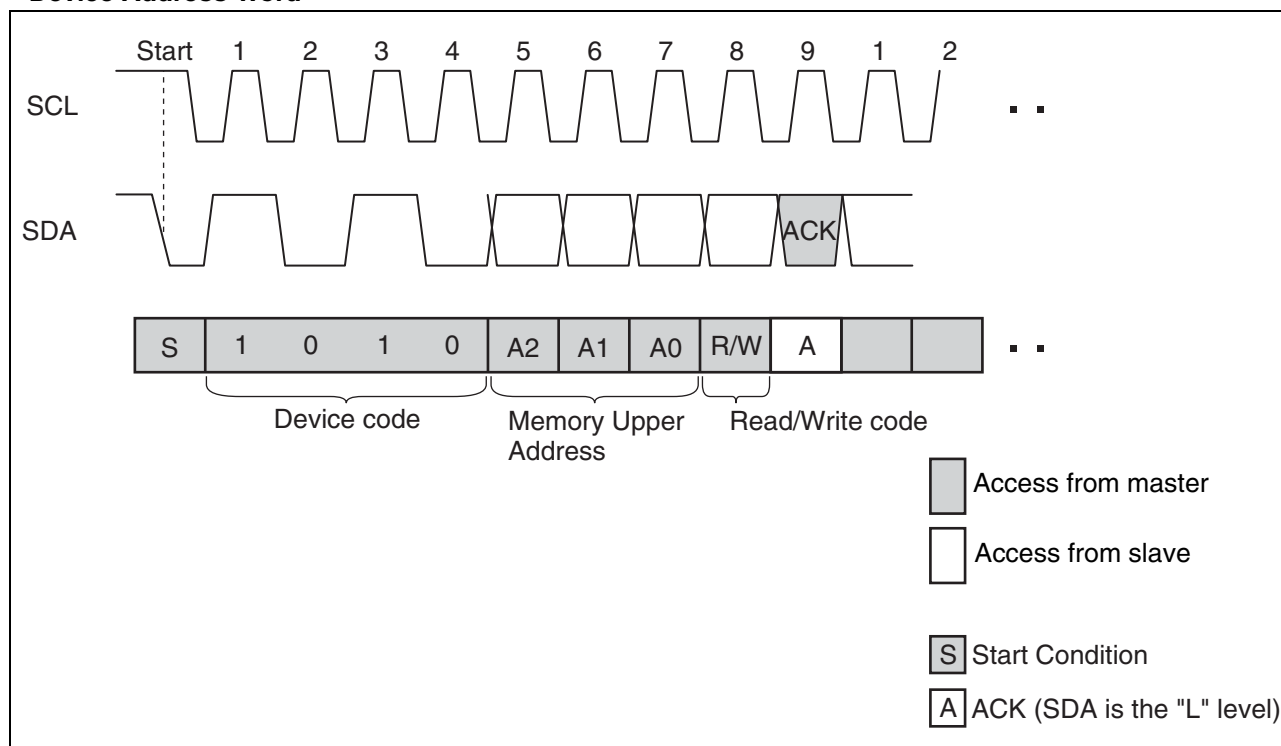 Start 1 2 3 4 5 6 7 8 9 1 2
SCL
SDA
ACK
S 1 0 1 0 A2 A1 A0 R/W A
Device code
Memory Upper
Address
Read/Write code
Access from master
Access from slave
S Start Condition
A ACK (SDA is the "L" level)